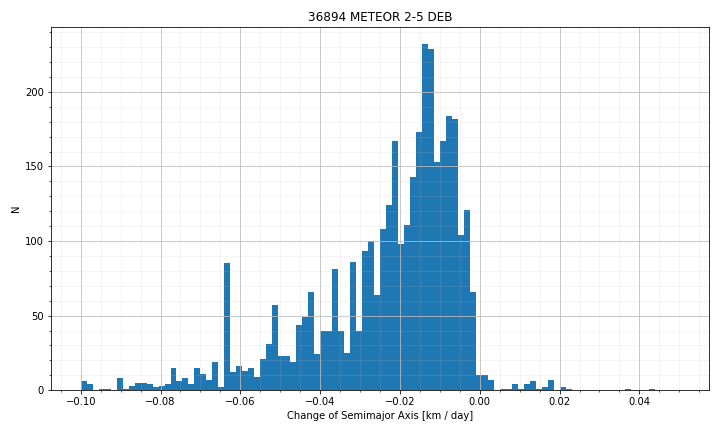 36894 METEOR 2-5 DEB
200
150
100
50
0
N
−0.10 −0.08 −0.06 −0.04 −0.02 0.00 0.02 0.04
Change of Semimajor Axis [km / day]